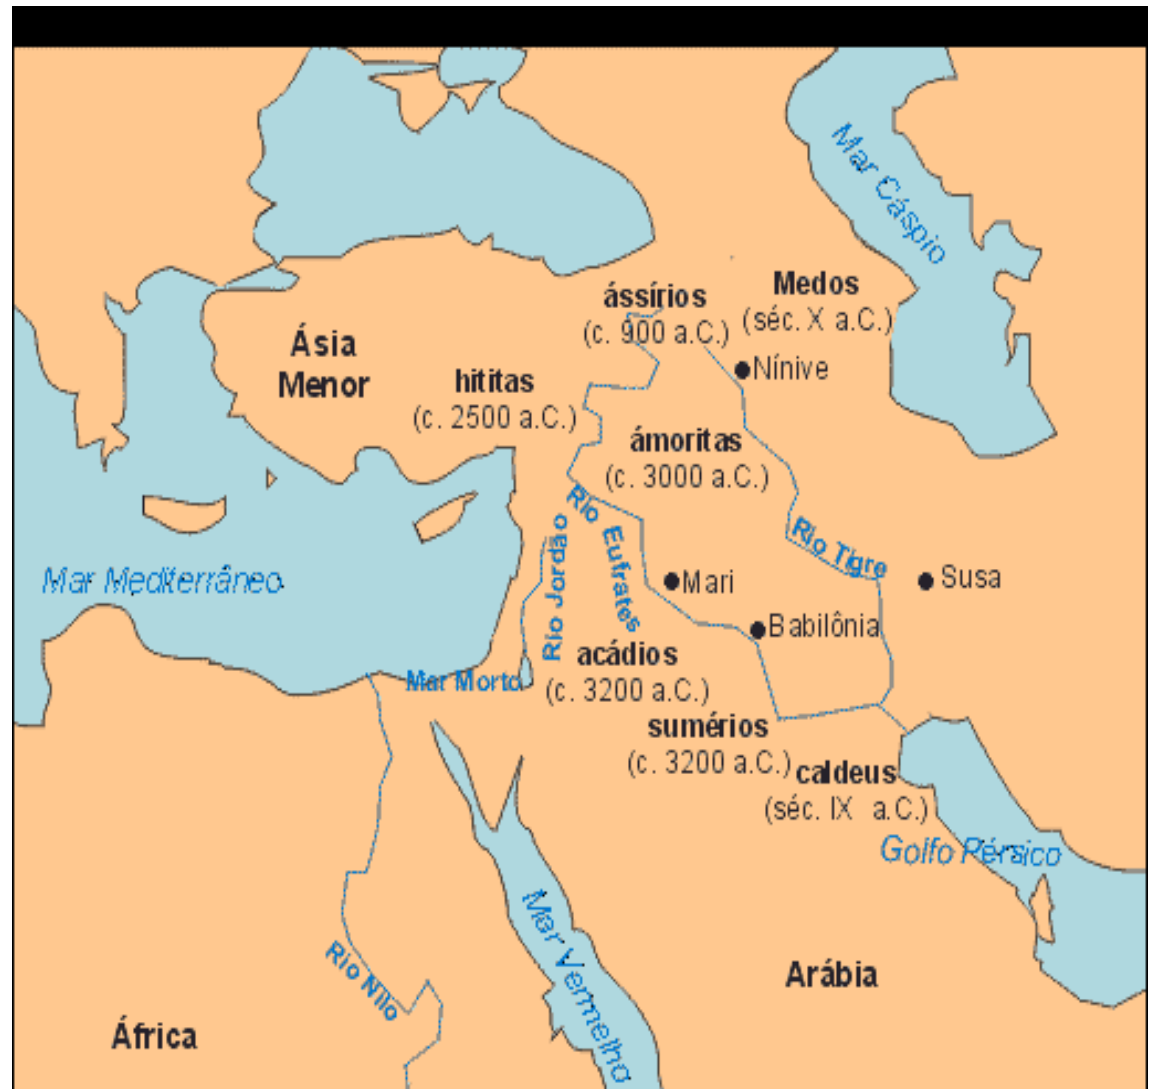 Mar Cáspio
ássírios
(c. 900 a.C.)
Medos
(séc. X a.C.)
Nínive
Ásia
Menor
hititas
(c. 2500 a.C.)
ámoritas
(c. 3000 a.C.)
Rio Eufrates
Rio Jordão
Rio Tigre
Mar Mediterrâneo
Mari
Susa
Babilônia
acádios
(c. 3200 a.C.)
Mar Morto
sumérios
(c. 3200 a.C.)
caldeus
(séc. IX a.C.)
Golfo Pérsico
Mar Vermelho
Rio Nilo
Arábia
África